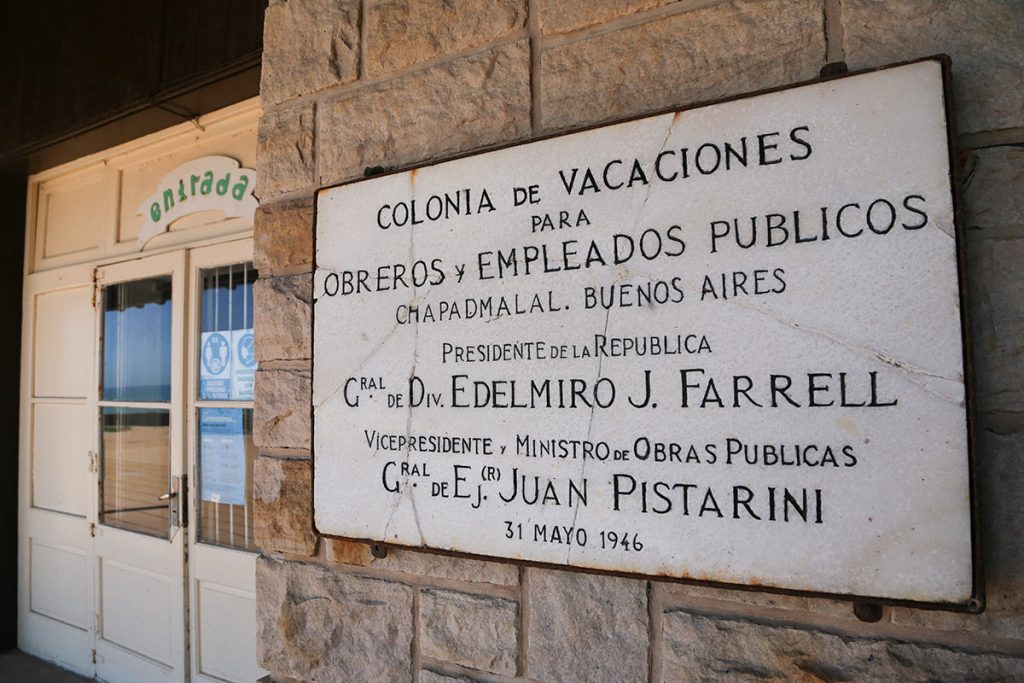 entrada
COLONIA DE VACACIONES
PARA
OBREROS Y EMPLEADOS PUBLICOS
CHAPADMALAL. BUENOS AIRES
PRESIDENTE DE LA REPUBLICA
GRAL. DE DIV. EDELMIRO J. FARRELL
VICEPRESIDENTE Y MINISTRO DE OBRAS PUBLICAS
GRAL. DE Ej. (R) JUAN PISTARINI
31 MAYO 1946